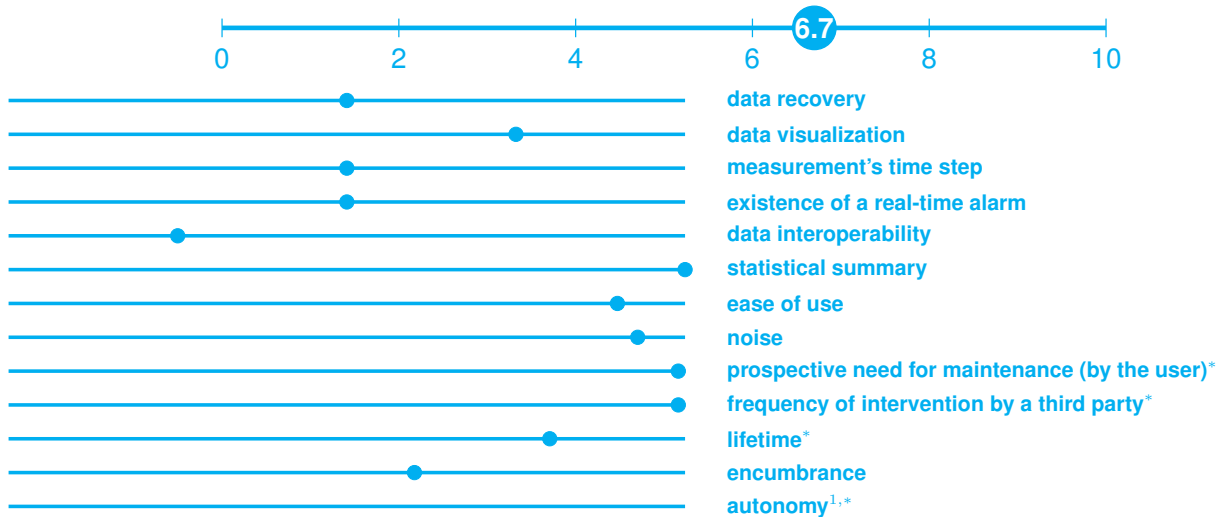 6.7
0 2 4 6 8 10
data recovery
data visualization
measurement's time step
existence of a real-time alarm
data interoperability
statistical summary
ease of use
noise
prospective need for maintenance (by the user)*
frequency of intervention by a third party*
lifetime*
encumbrance
autonomy1,*